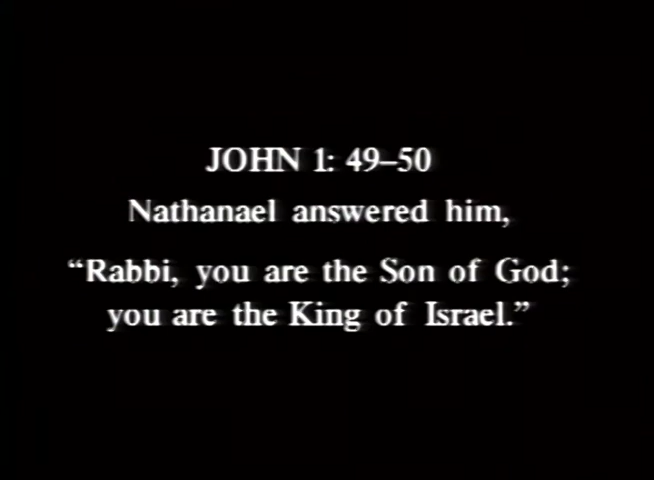 JOHN 1: 49–50
Nathanael answered him,
“Rabbi, you are the Son of God;
you are the King of Israel.”